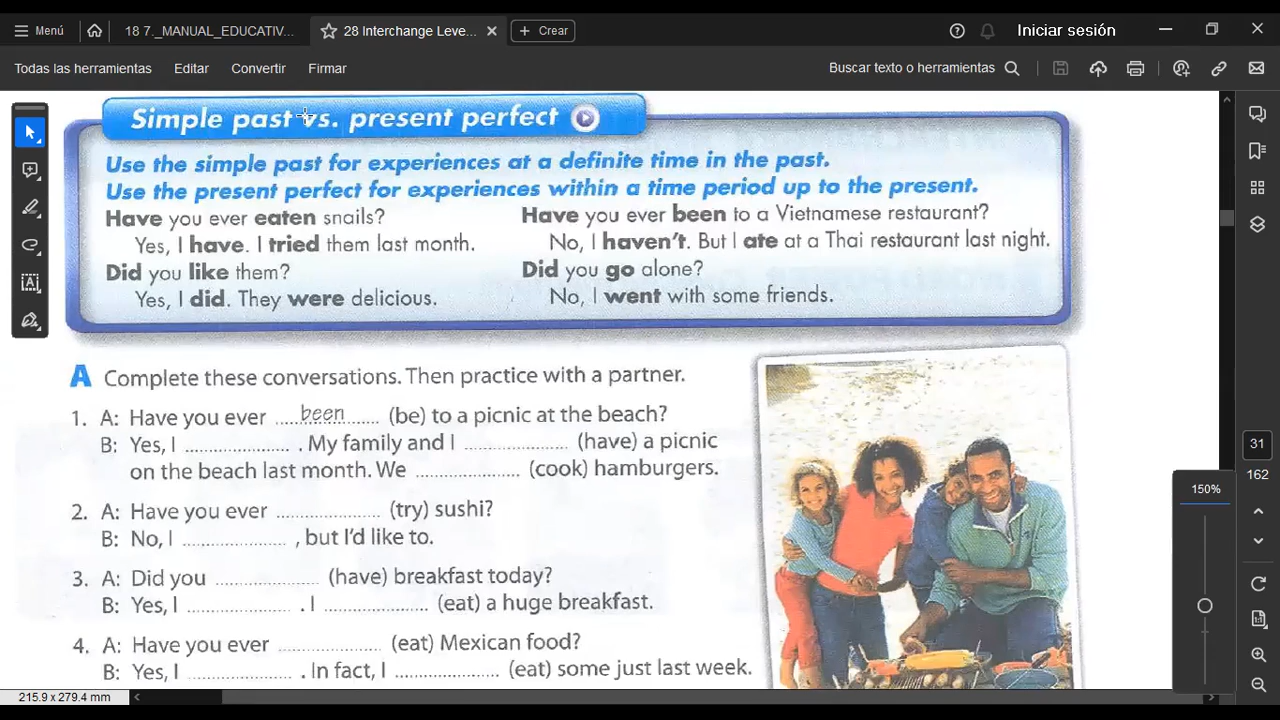 Menú
18 7._MANUAL_EDUCATIV...
28 Interchange Leve...
Crear
Iniciar sesión
Todas las herramientas
Editar
Convertir
Firmar
Buscar texto o herramientas
Simple past vs. present perfect
Use the simple past for experiences at a definite time in the past.
Use the present perfect for experiences within a time period up to the present.
Have you ever eaten snails?
Yes, I have. I tried them last month.
Did you like them?
Yes, I did. They were delicious.
Have you ever been to a Vietnamese restaurant?
No, I haven't. But I ate at a Thai restaurant last night.
Did you go alone?
No, I went with some friends.
A Complete these conversations. Then practice with a partner.
1. A: Have you ever ....been.... (be) to a picnic at the beach?
B: Yes, I .................... . My family and I .................... (have) a picnic
on the beach last month. We .................... (cook) hamburgers.
2. A: Have you ever .................... (try) sushi?
B: No, I .................... , but I'd like to.
3. A: Did you .................... (have) breakfast today?
B: Yes, I .................... . I .................... (eat) a huge breakfast.
4. A: Have you ever .................... (eat) Mexican food?
B: Yes, I .................... . In fact, I .................... (eat) some just last week.
31
162
150%
215.9 x 279.4 mm